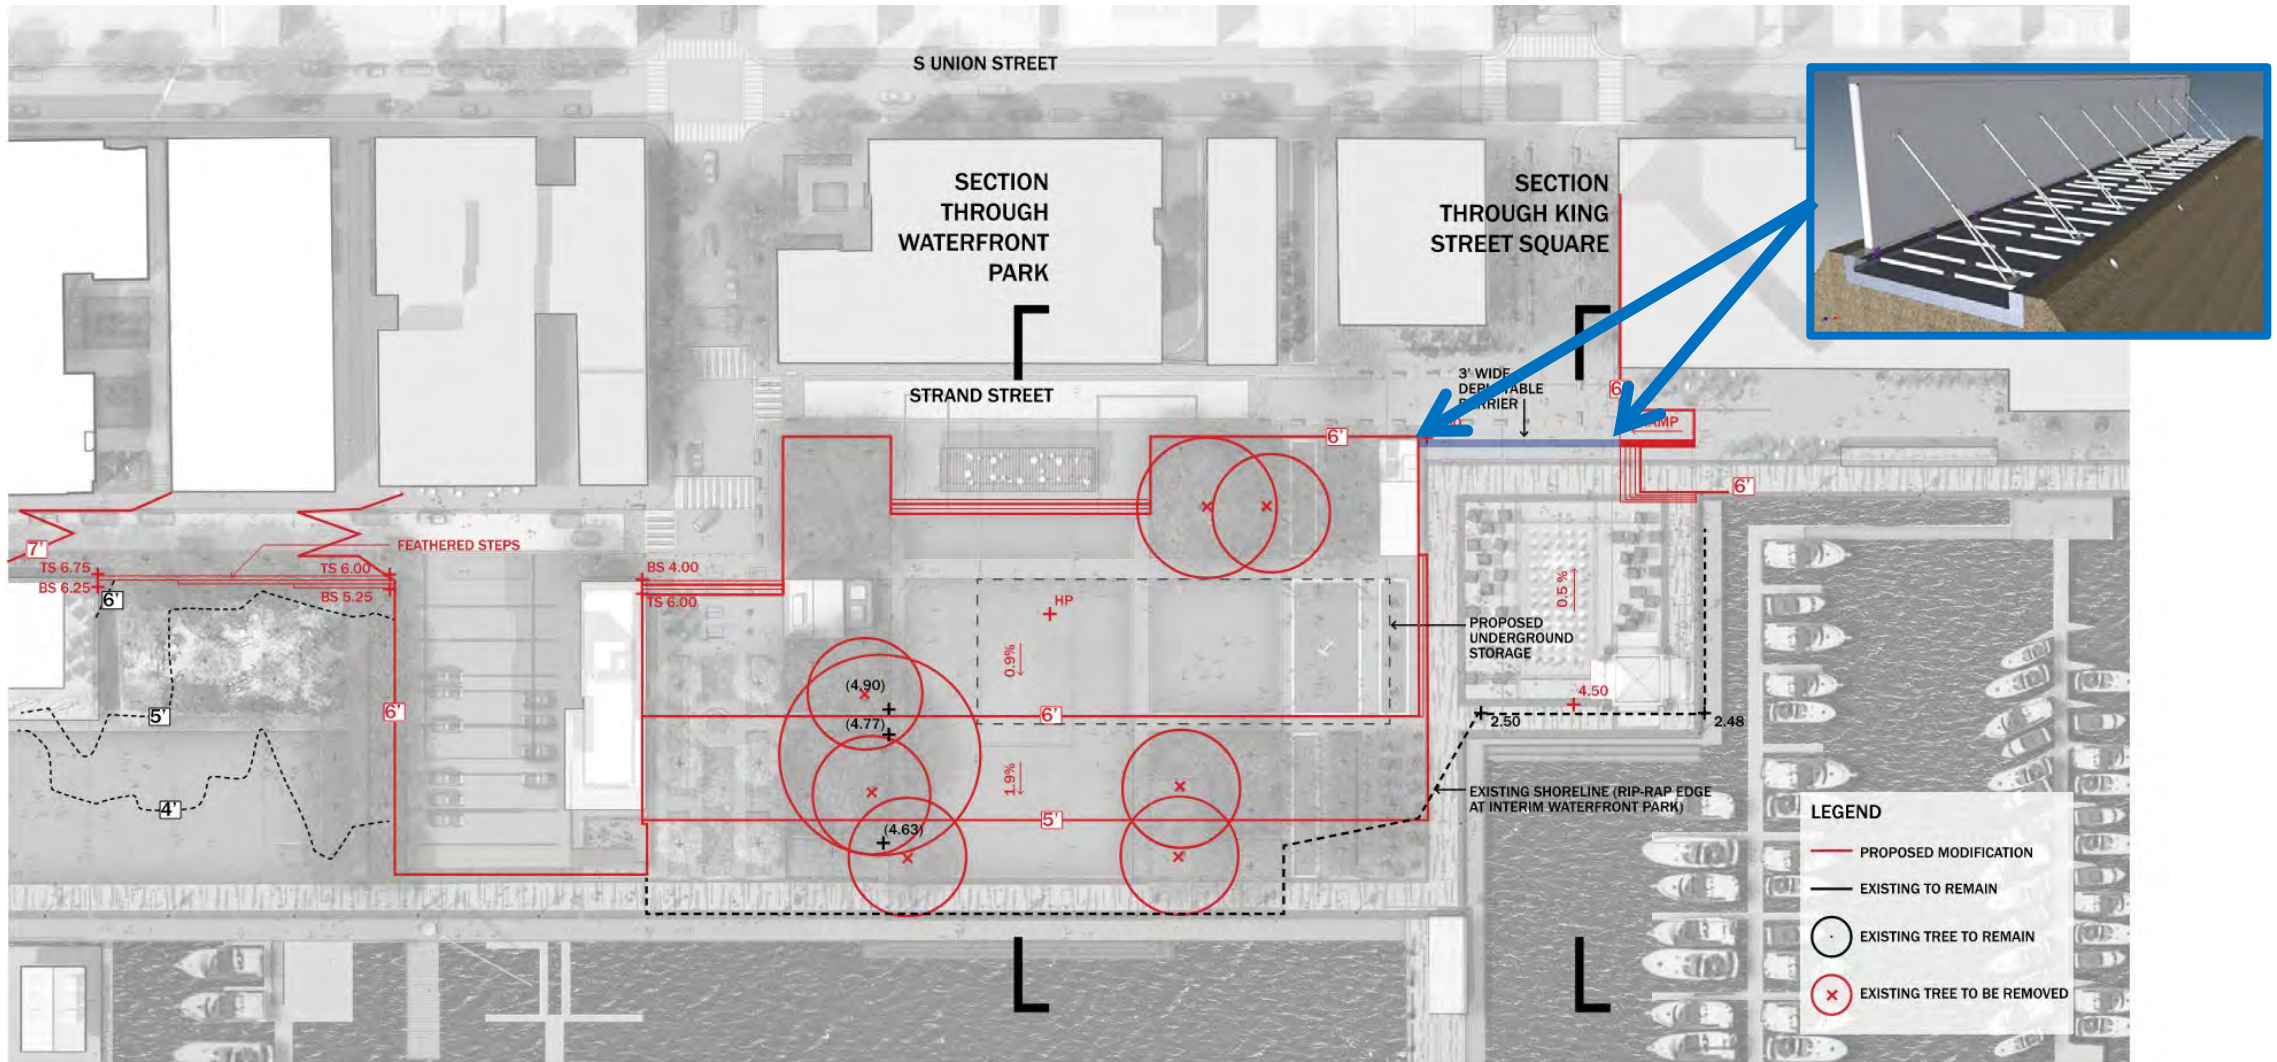 S UNION STREET
SECTION
THROUGH
WATERFRONT
PARK
SECTION
THROUGH KING
STREET SQUARE
STRAND STREET
3' WIDE
BARRIER
6'
6'
6'
7'
FEATHERED STEPS
TS 6.75
BS 6.25
TS 6.00
BS 5.25
BS 4.00
TS 6.00
6'
HP
0.9%
0.5 %
PROPOSED
UNDERGROUND
STORAGE
(4.90)
(4.77)
4.50
5'
6'
6'
2.50
2.48
1.9%
4'
(4.63)
5'
EXISTING SHORELINE (RIP-RAP EDGE
AT INTERIM WATERFRONT PARK)
LEGEND
PROPOSED MODIFICATION
EXISTING TO REMAIN
EXISTING TREE TO REMAIN
EXISTING TREE TO BE REMOVED